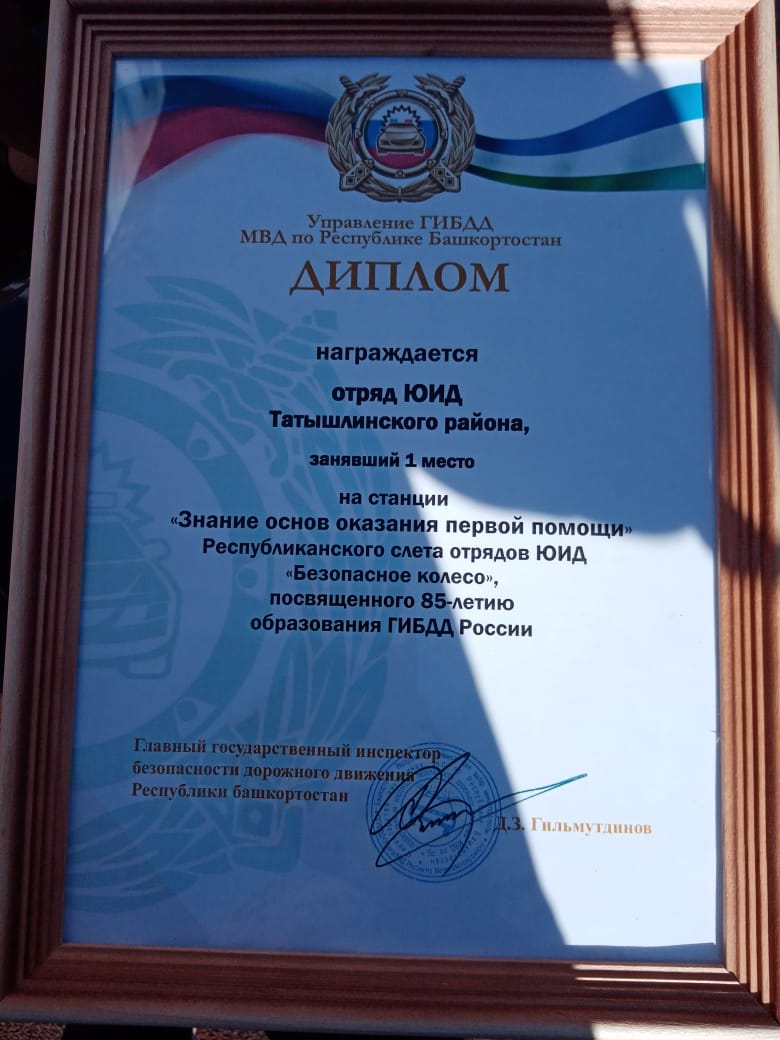 Управление ГИБДД
МВД по Республике Башкортостан
ДИПЛОМ
награждается
отряд ЮИД
Татышлинского района,
занявший 1 место
на станции
«Знание основ оказания первой помощи»
Республиканского слета отрядов ЮИД
«Безопасное колесо»,
посвященного 85-летию
образования ГИБДД России
Главный государственный инспектор
безопасности дорожного движения
Республики башкортостан
Д.З. Гильмутдинов